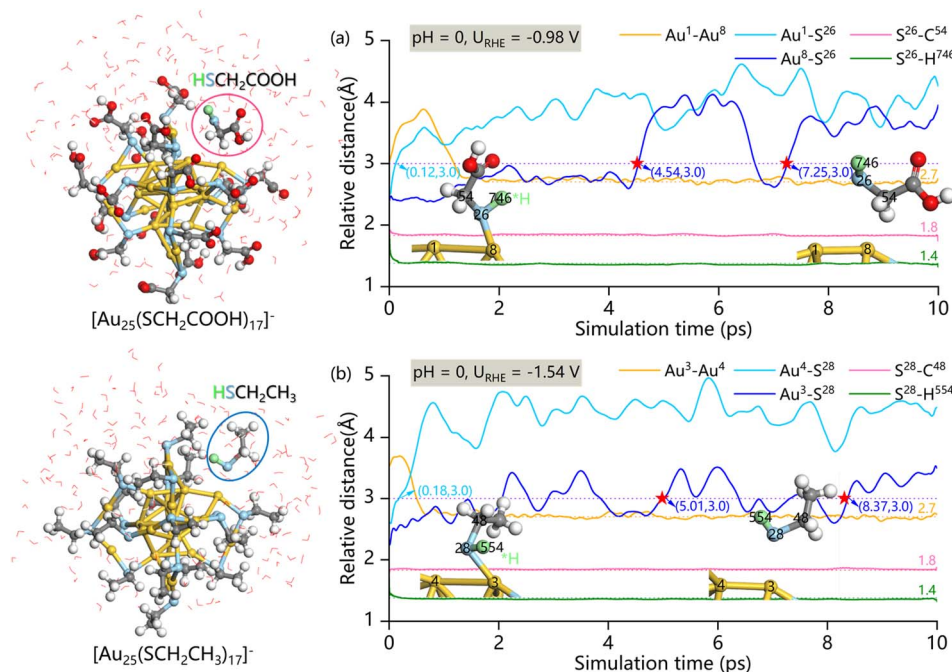 HSCH₂COOH
[Au₂₅(SCH₂COOH)₁₇]⁻
(a)
pH = 0, U_RHE = -0.98 V
Au¹-Au⁸
Au¹-S²⁶
S²⁶-C⁵⁴
Au⁸-S²⁶
S²⁶-H⁷⁴⁶
Relative distance(Å)
5
4
3
2
1
(0.12,3.0)
(4.54,3.0)
(7.25,3.0)
54
746
*H
26
1
8
746
26
54
1
8
2.7
1.8
1.4
0
2
4
6
8
10
Simulation time (ps)
HSCH₂CH₃
[Au₂₅(SCH₂CH₃)₁₇]⁻
(b)
pH = 0, U_RHE = -1.54 V
Au³-Au⁴
Au⁴-S²⁸
S²⁸-C⁴⁸
Au³-S²⁸
S²⁸-H⁵⁵⁴
Relative distance(Å)
5
4
3
2
1
(0.18,3.0)
(5.01,3.0)
(8.37,3.0)
48
28
554
*H
4
3
554
28
48
4
3
2.7
1.8
1.4
0
2
4
6
8
10
Simulation time (ps)